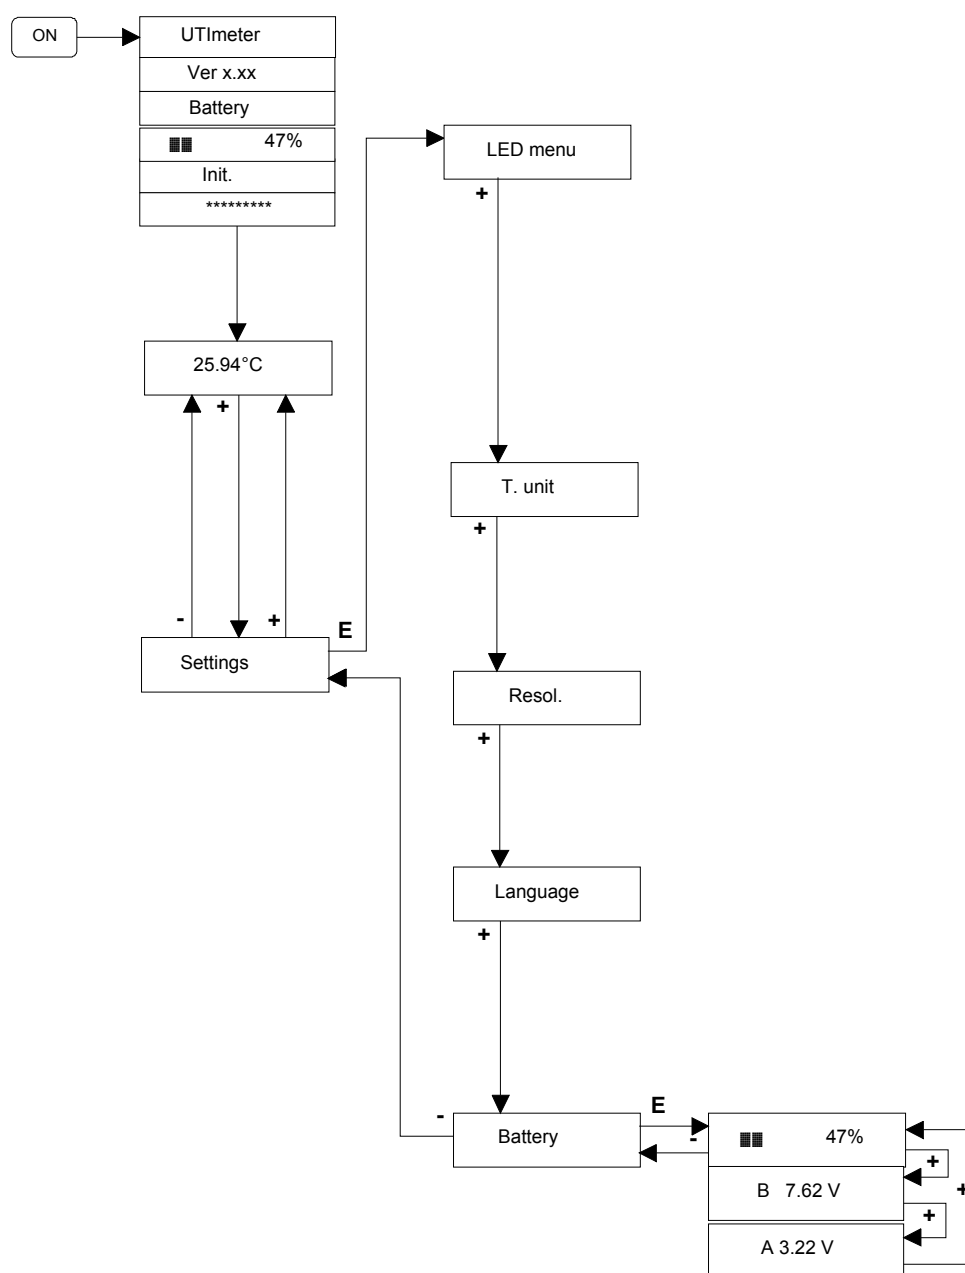 ON
UTImeter
Ver x.xx
Battery
47%
Init.
*********
25.94°C
+
-
+
Settings
E
LED menu
+
T. unit
+
Resol.
+
Language
+
-
Battery
E
-
47%
+
B 7.62 V
+
+
A 3.22 V